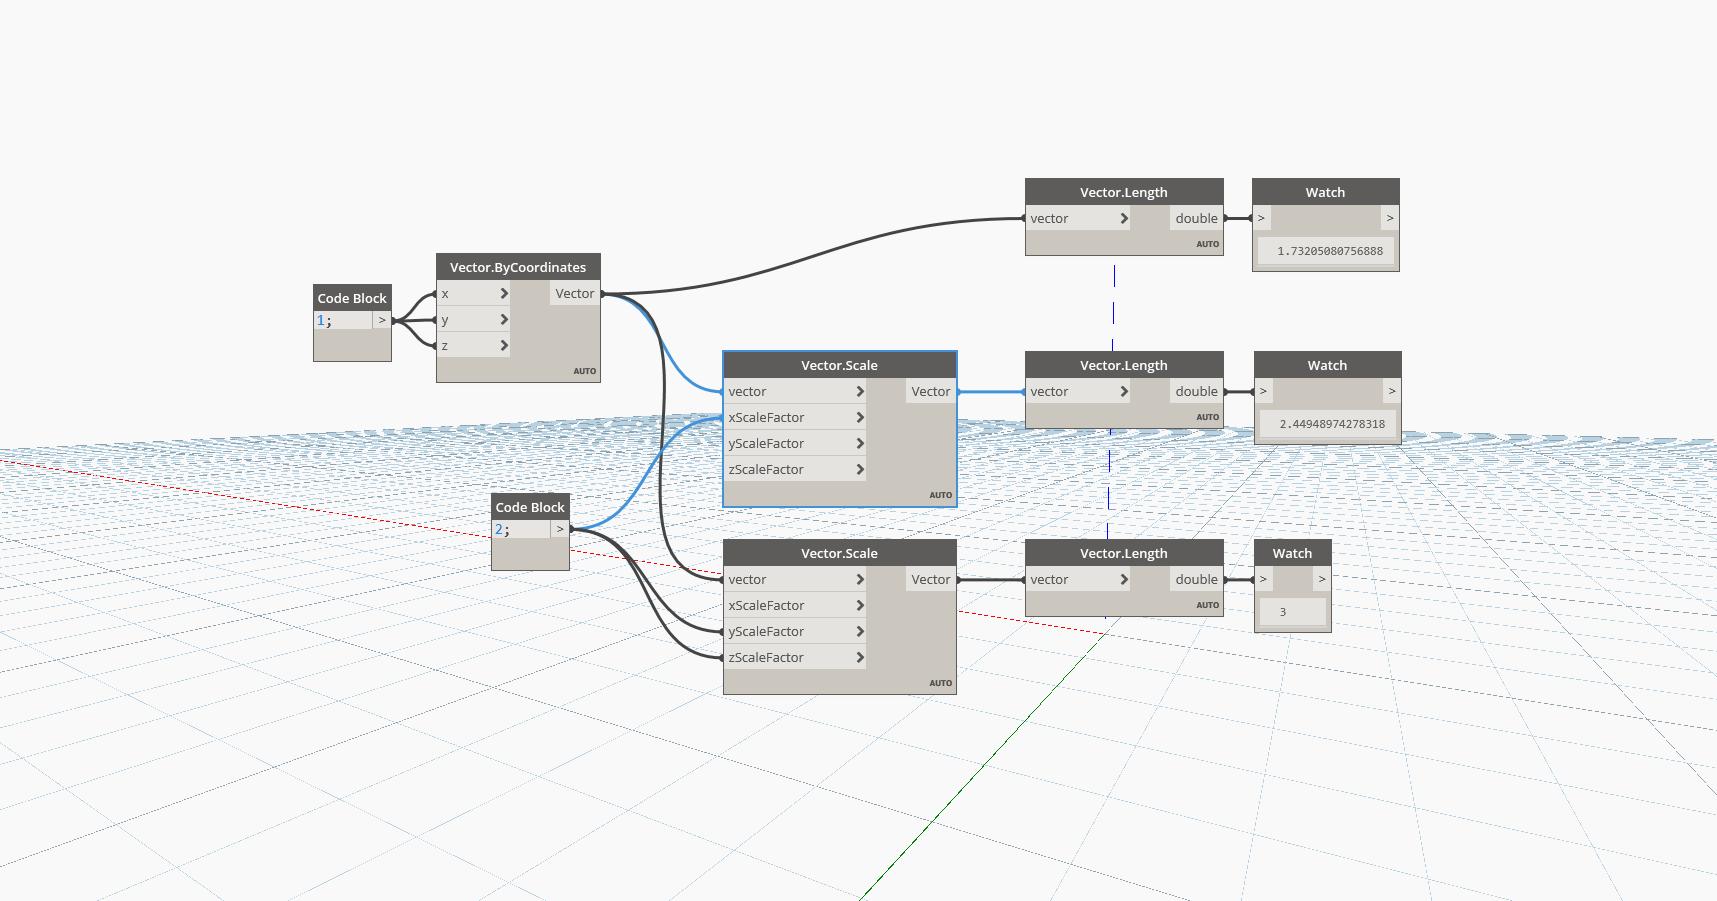 Code Block
1;
>
Vector.ByCoordinates
x
Vector
y
z
AUTO
Code Block
2;
>
Vector.Scale
vector
Vector
xScaleFactor
yScaleFactor
zScaleFactor
AUTO
Vector.Scale
vector
Vector
xScaleFactor
yScaleFactor
zScaleFactor
AUTO
Vector.Length
vector
double
AUTO
Watch
>
>
1.73205080756888
Vector.Length
vector
double
AUTO
Watch
>
>
2.44948974278318
Vector.Length
vector
double
AUTO
Watch
>
>
3